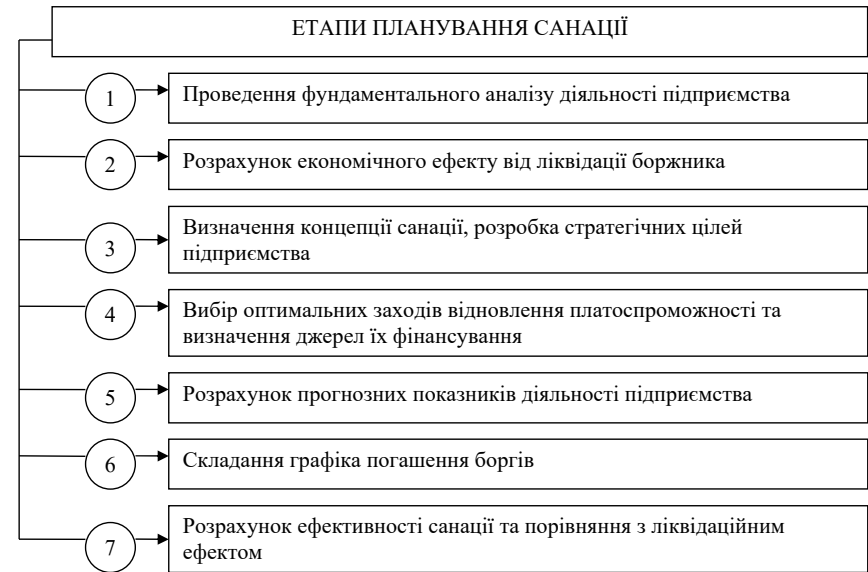 ЕТАПИ ПЛАНУВАННЯ САНАЦІЇ
1
Проведення фундаментального аналізу діяльності підприємства
2
Розрахунок економічного ефекту від ліквідації боржника
3
Визначення концепції санації, розробка стратегічних цілей
підприємства
4
Вибір оптимальних заходів відновлення платоспроможності та
визначення джерел їх фінансування
5
Розрахунок прогнозних показників діяльності підприємства
6
Складання графіка погашення боргів
7
Розрахунок ефективності санації та порівняння з ліквідаційним
ефектом